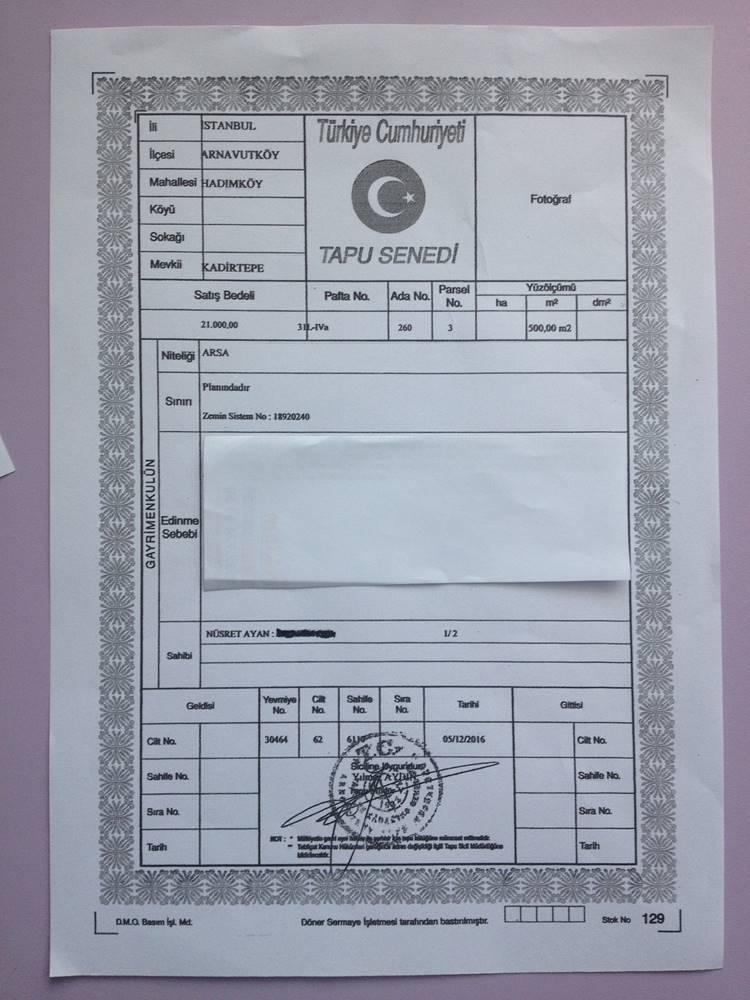 İli İSTANBUL
İlçesi ARNAVUTKÖY
Mahallesi HADIMKÖY
Köyü
Sokağı
Mevkii KADİRTEPE
Türkiye Cumhuriyeti
TAPU SENEDİ
Fotoğraf
Satış Bedeli Pafta No. Ada No. Parsel No. Yüzölçümü
ha m² dm²
21.000,00 31L-IVa 260 3 500,00 m2
GAYRİMENKULÜN
Niteliği ARSA
Sınırı Planındadır
Zemin Sistem No : 18920240
Edinme
Sebebi
Sahibi
NÜSRET AYAN : 1/ 2
Geldisi Yevmiye No. Cilt No. Sahife No. Sıra No. Tarihi Gittisi
Cilt No. 30464 62 05/12/2016 Cilt No.
Sahife No. Sahife No.
Sıra No. Sıra No.
Tarih Tarih
T.C.
Siciline Uygundur
Yılmaz AYDIN
NOT :
D.M.O. Basım İşl. Md. Döner Sermaye İşletmesi tarafından bastırılmıştır. Stok No 129